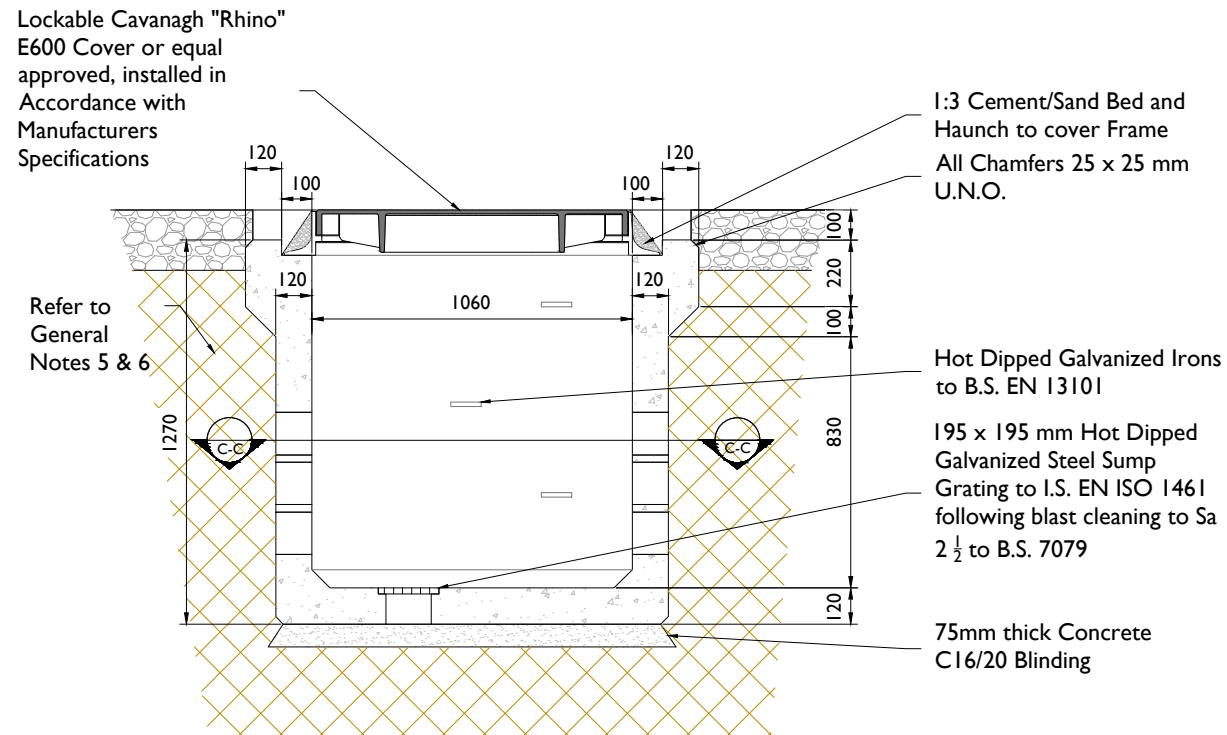 Lockable Cavanagh "Rhino"
E600 Cover or equal
approved, installed in
Accordance with
Manufacturers
Specifications
1:3 Cement/Sand Bed and
Haunch to cover Frame
All Chamfers 25 x 25 mm
U.N.O.
120
100
100
120
100
220
100
120
1060
120
Refer to
General
Notes 5 & 6
Hot Dipped Galvanized Irons
to B.S. EN 13101
1270
C-C
C-C
830
195 x 195 mm Hot Dipped
Galvanized Steel Sump
Grating to I.S. EN ISO 1461
following blast cleaning to Sa
2 ½ to B.S. 7079
120
75mm thick Concrete
C16/20 Blinding